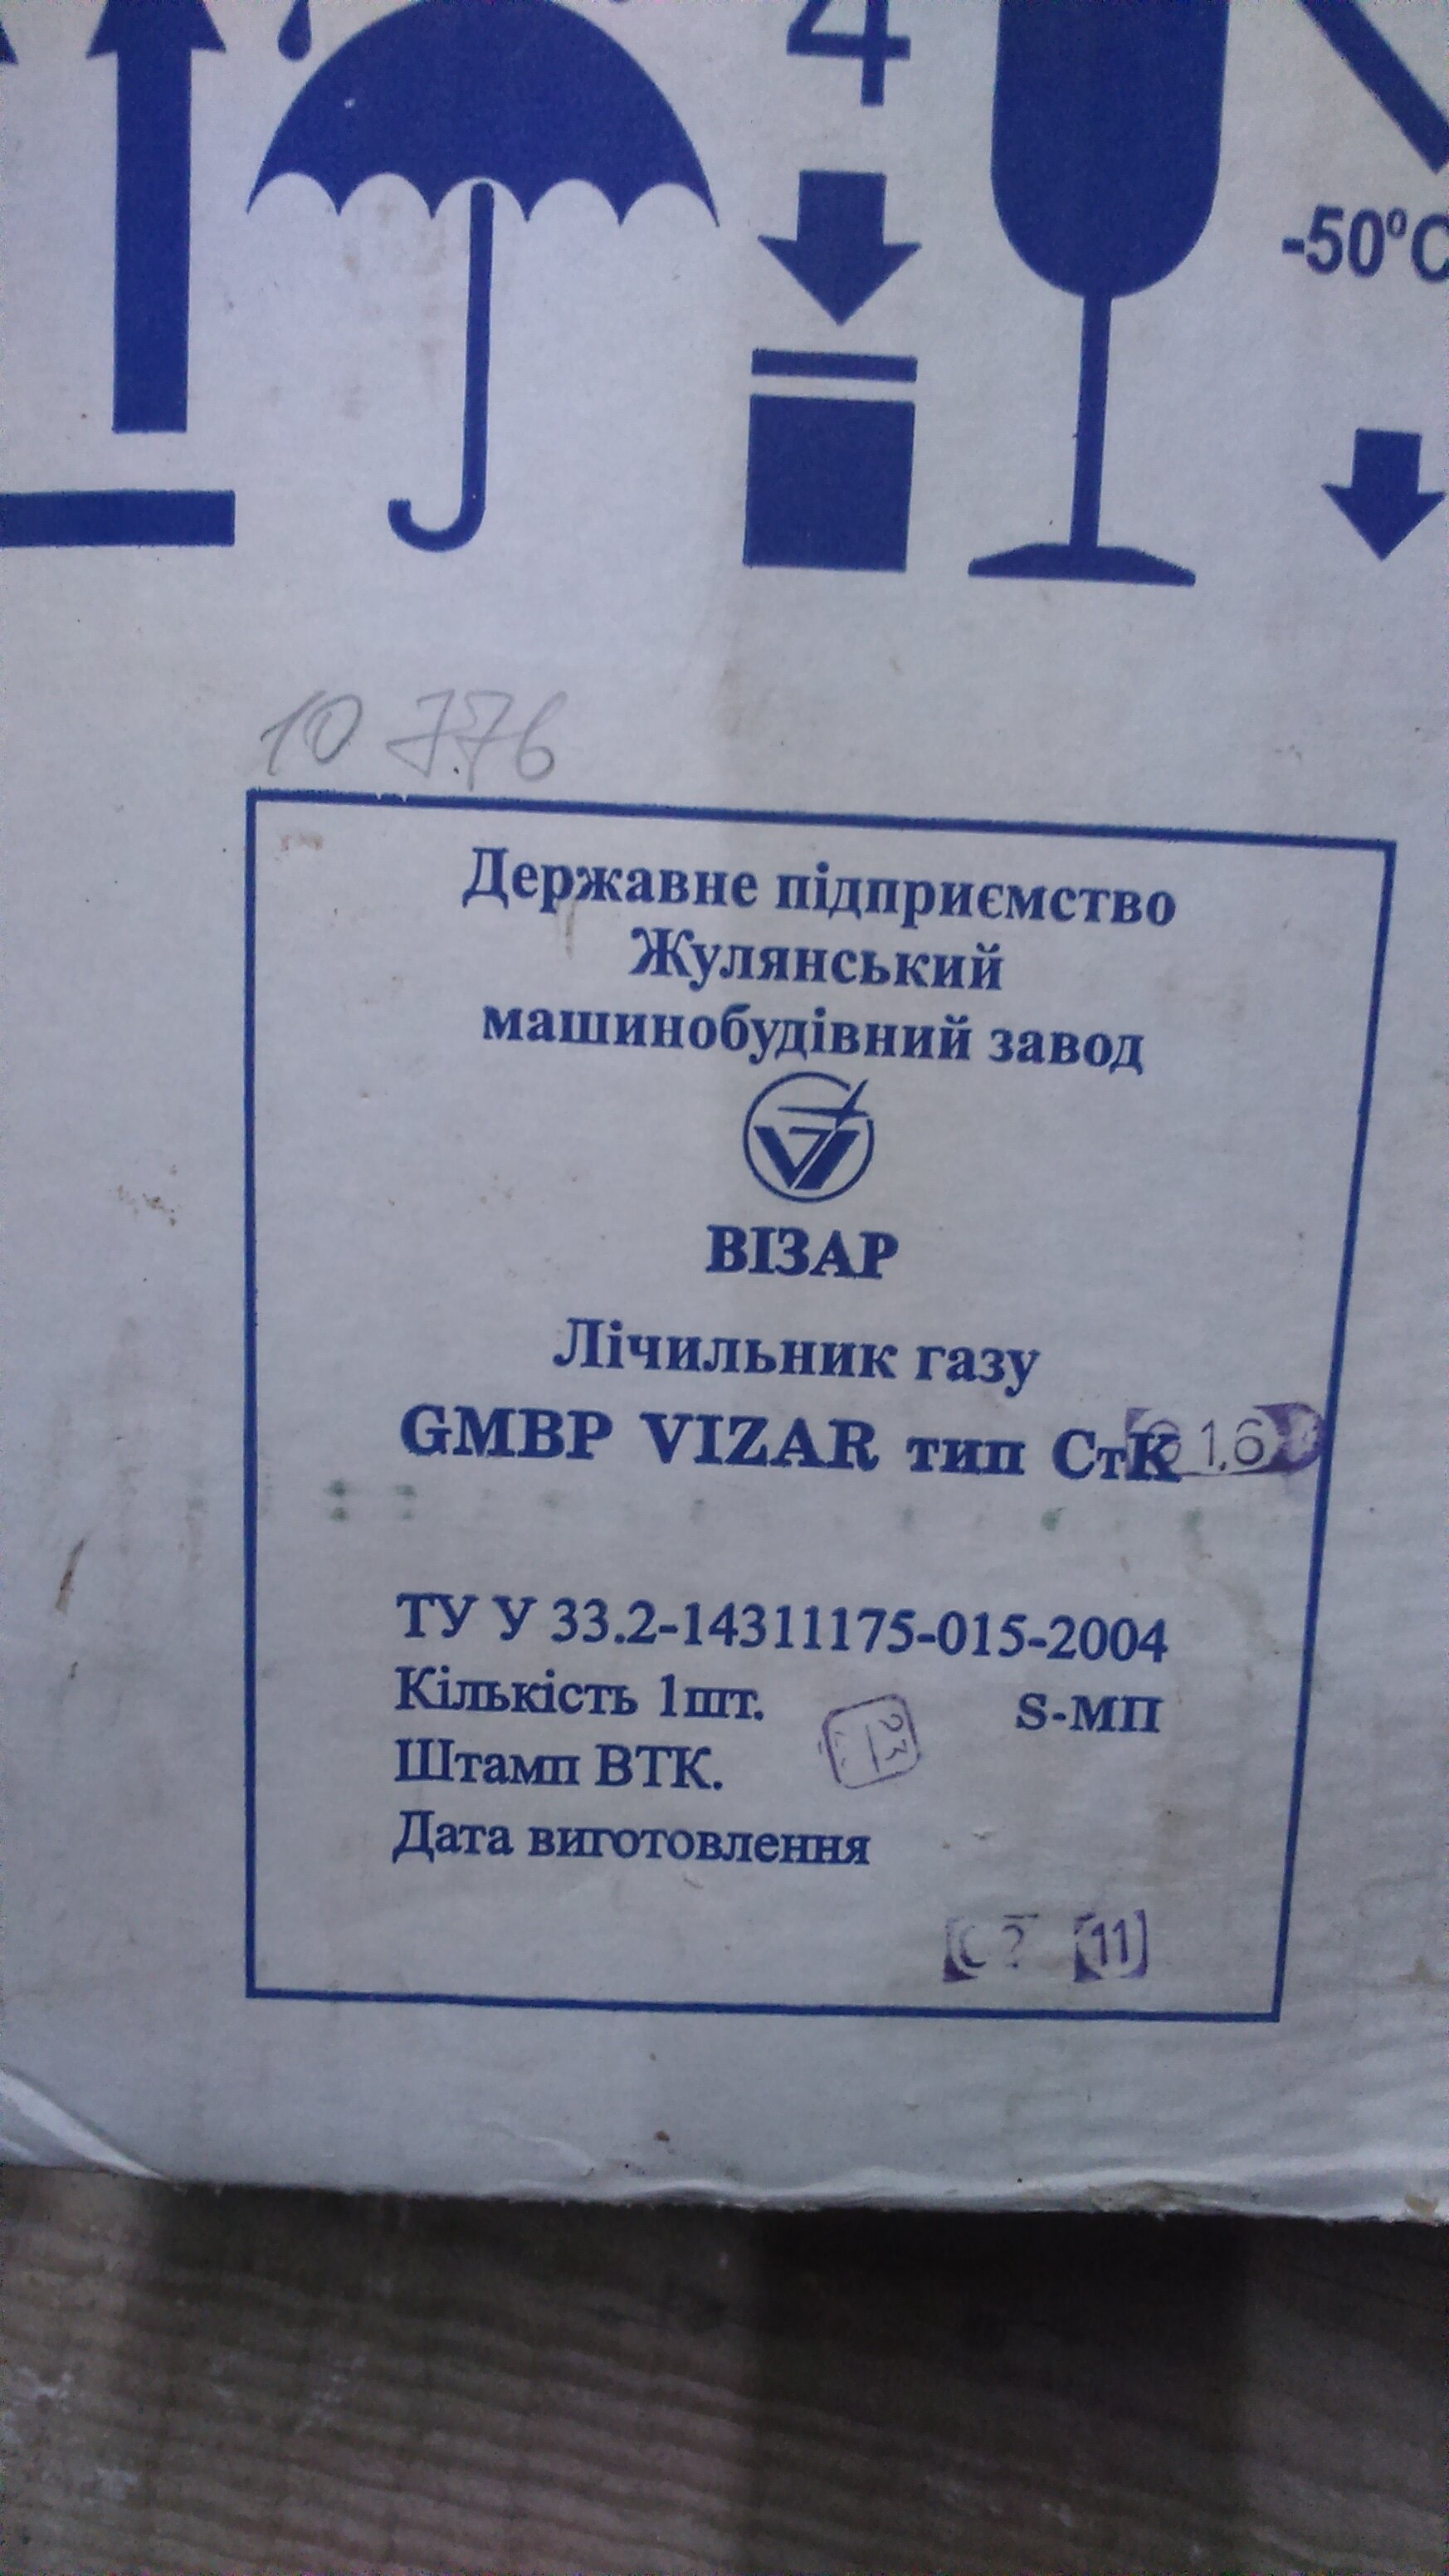 4
-50°C
10 776
Державне підприємство
Жулянський
машинобудівний завод
ВІЗАР
Лічильник газу
GMBP VIZAR тип СтК 1,6
ТУ У 33.2-14311175-015-2004
Кількість 1шт. S-МП
Штамп ВТК. 23
Дата виготовлення
11